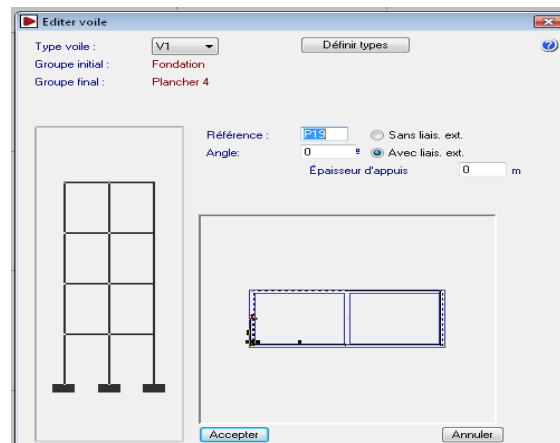 Editer voile
Type voile : V1 Définir types
Groupe initial : Fondation
Groupe final : Plancher 4
Référence : P19 Sans liais. ext.
Angle: 0 º Avec liais. ext.
Épaisseur d'appuis 0 m
Accepter Annuler